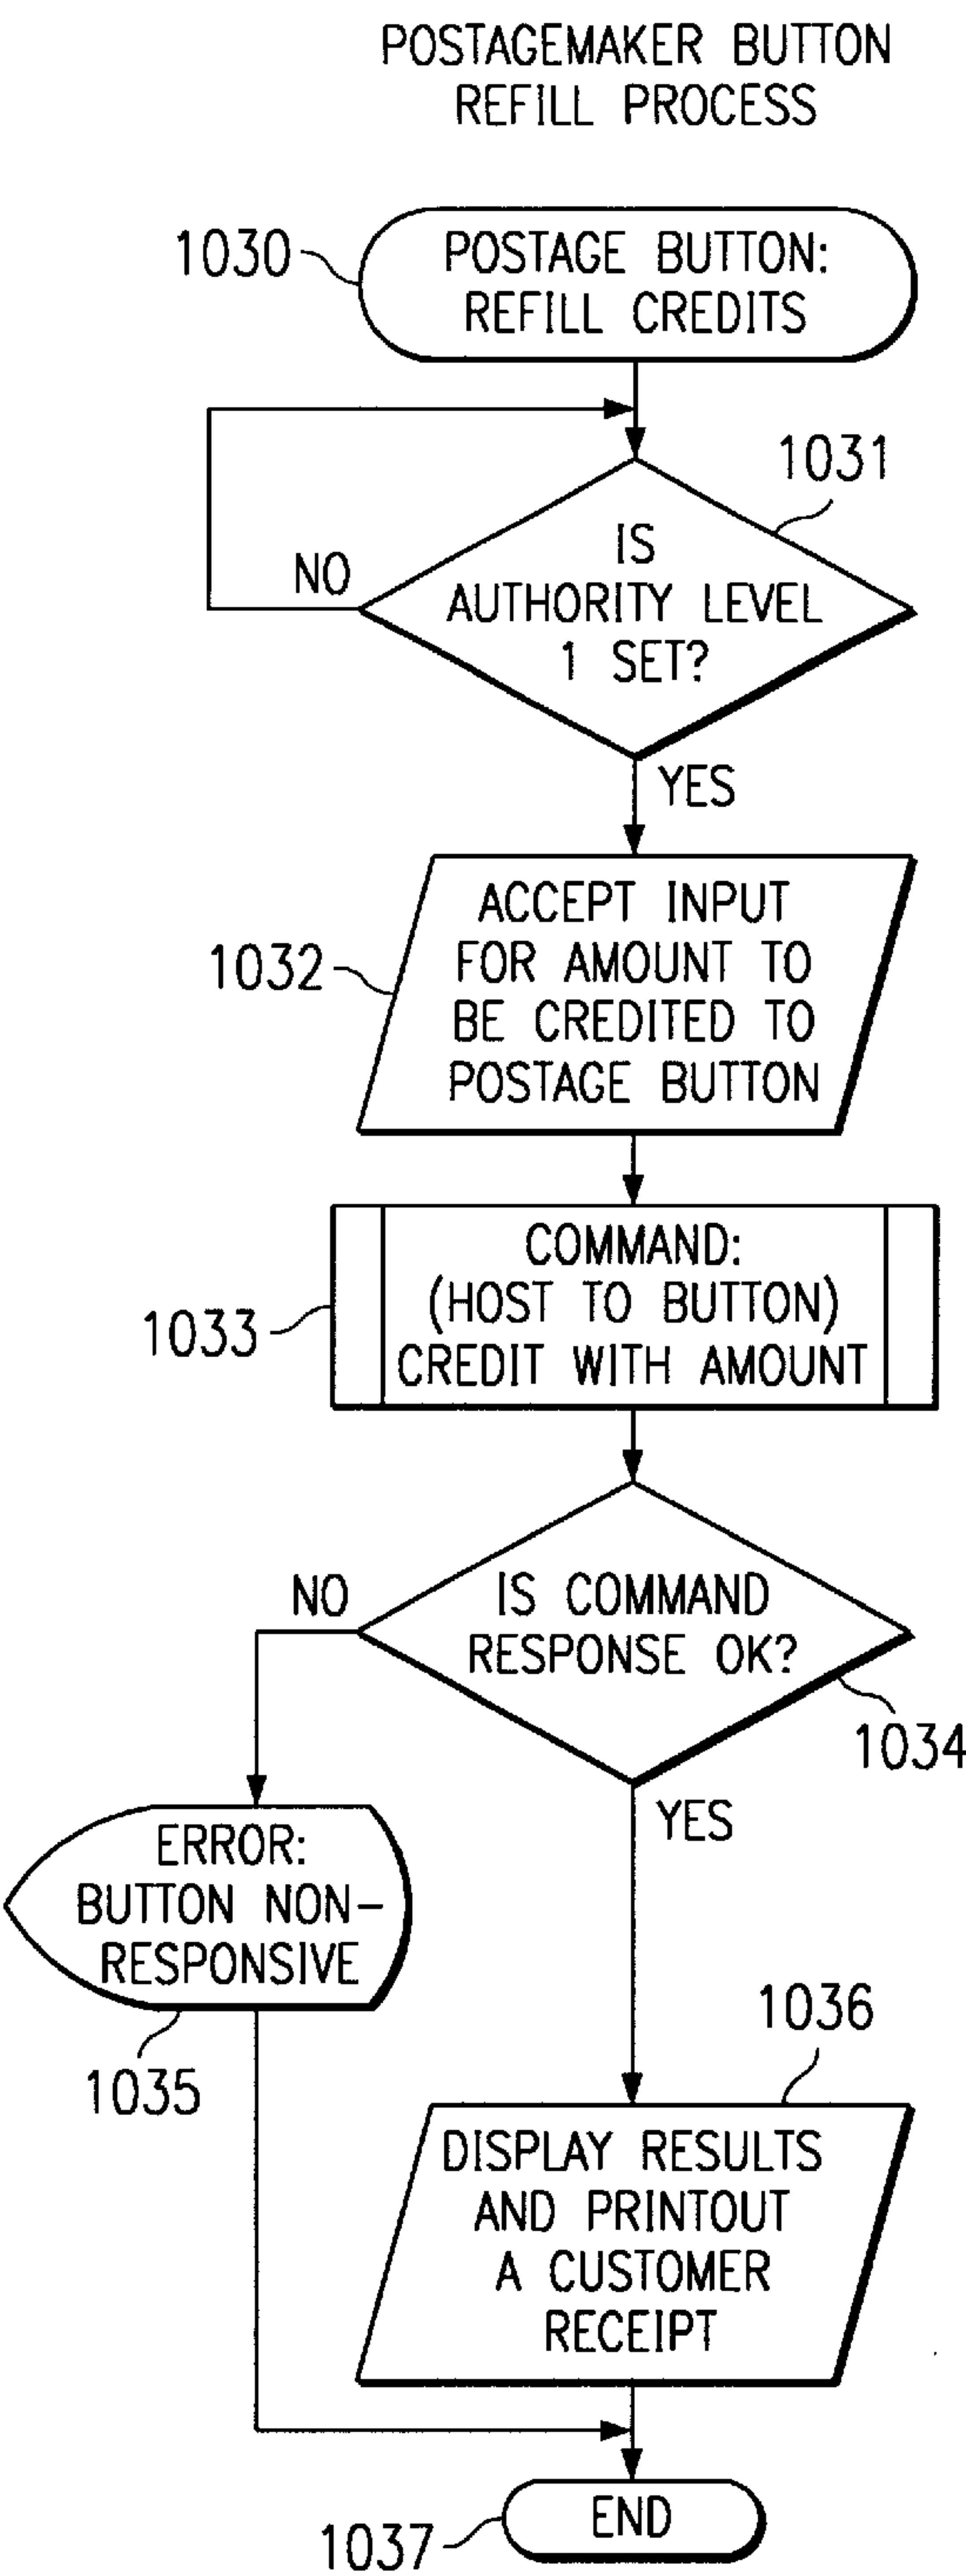 POSTAGEMAKER BUTTON
REFILL PROCESS
1030
POSTAGE BUTTON:
REFILL CREDITS
1031
IS
AUTHORITY LEVEL
1 SET?
NO
YES
1032
ACCEPT INPUT
FOR AMOUNT TO
BE CREDITED TO
POSTAGE BUTTON
1033
COMMAND:
(HOST TO BUTTON)
CREDIT WITH AMOUNT
NO
IS COMMAND
RESPONSE OK?
1034
YES
ERROR:
BUTTON NON-
RESPONSIVE
1035
1036
DISPLAY RESULTS
AND PRINTOUT
A CUSTOMER
RECEIPT
END
1037